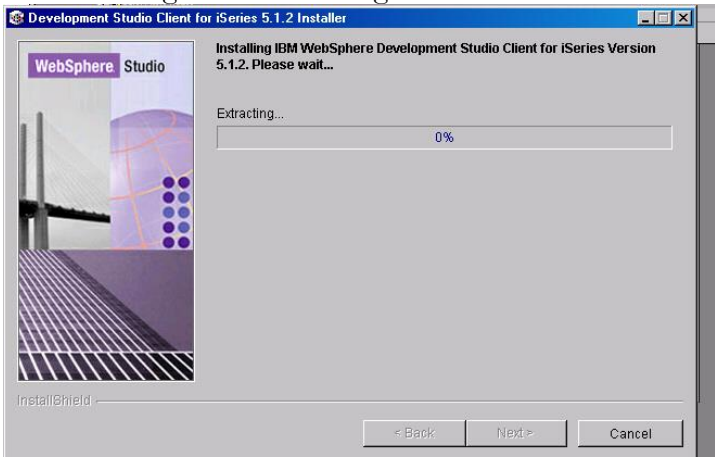 Development Studio Client for iSeries 5.1.2 Installer
WebSphere Studio
Installing IBM WebSphere Development Studio Client for iSeries Version
5.1.2. Please wait...
Extracting...
0%
InstallShield
< Back Next > Cancel